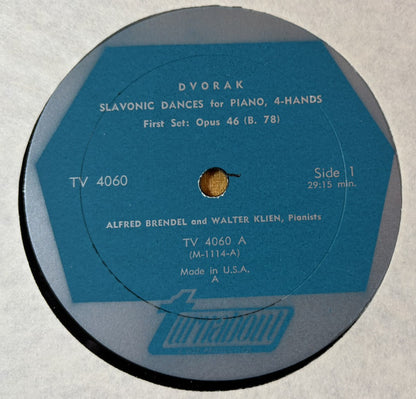 DVORAK
SLAVONIC DANCES for PIANO, 4-HANDS
First Set: Opus 46 (B. 78)
TV 4060
Side 1
29:15 min.
ALFRED BRENDEL and WALTER KLIEN, Pianists
TV 4060 A
(M-1114-A)
Made in U.S.A.
A
turnabout